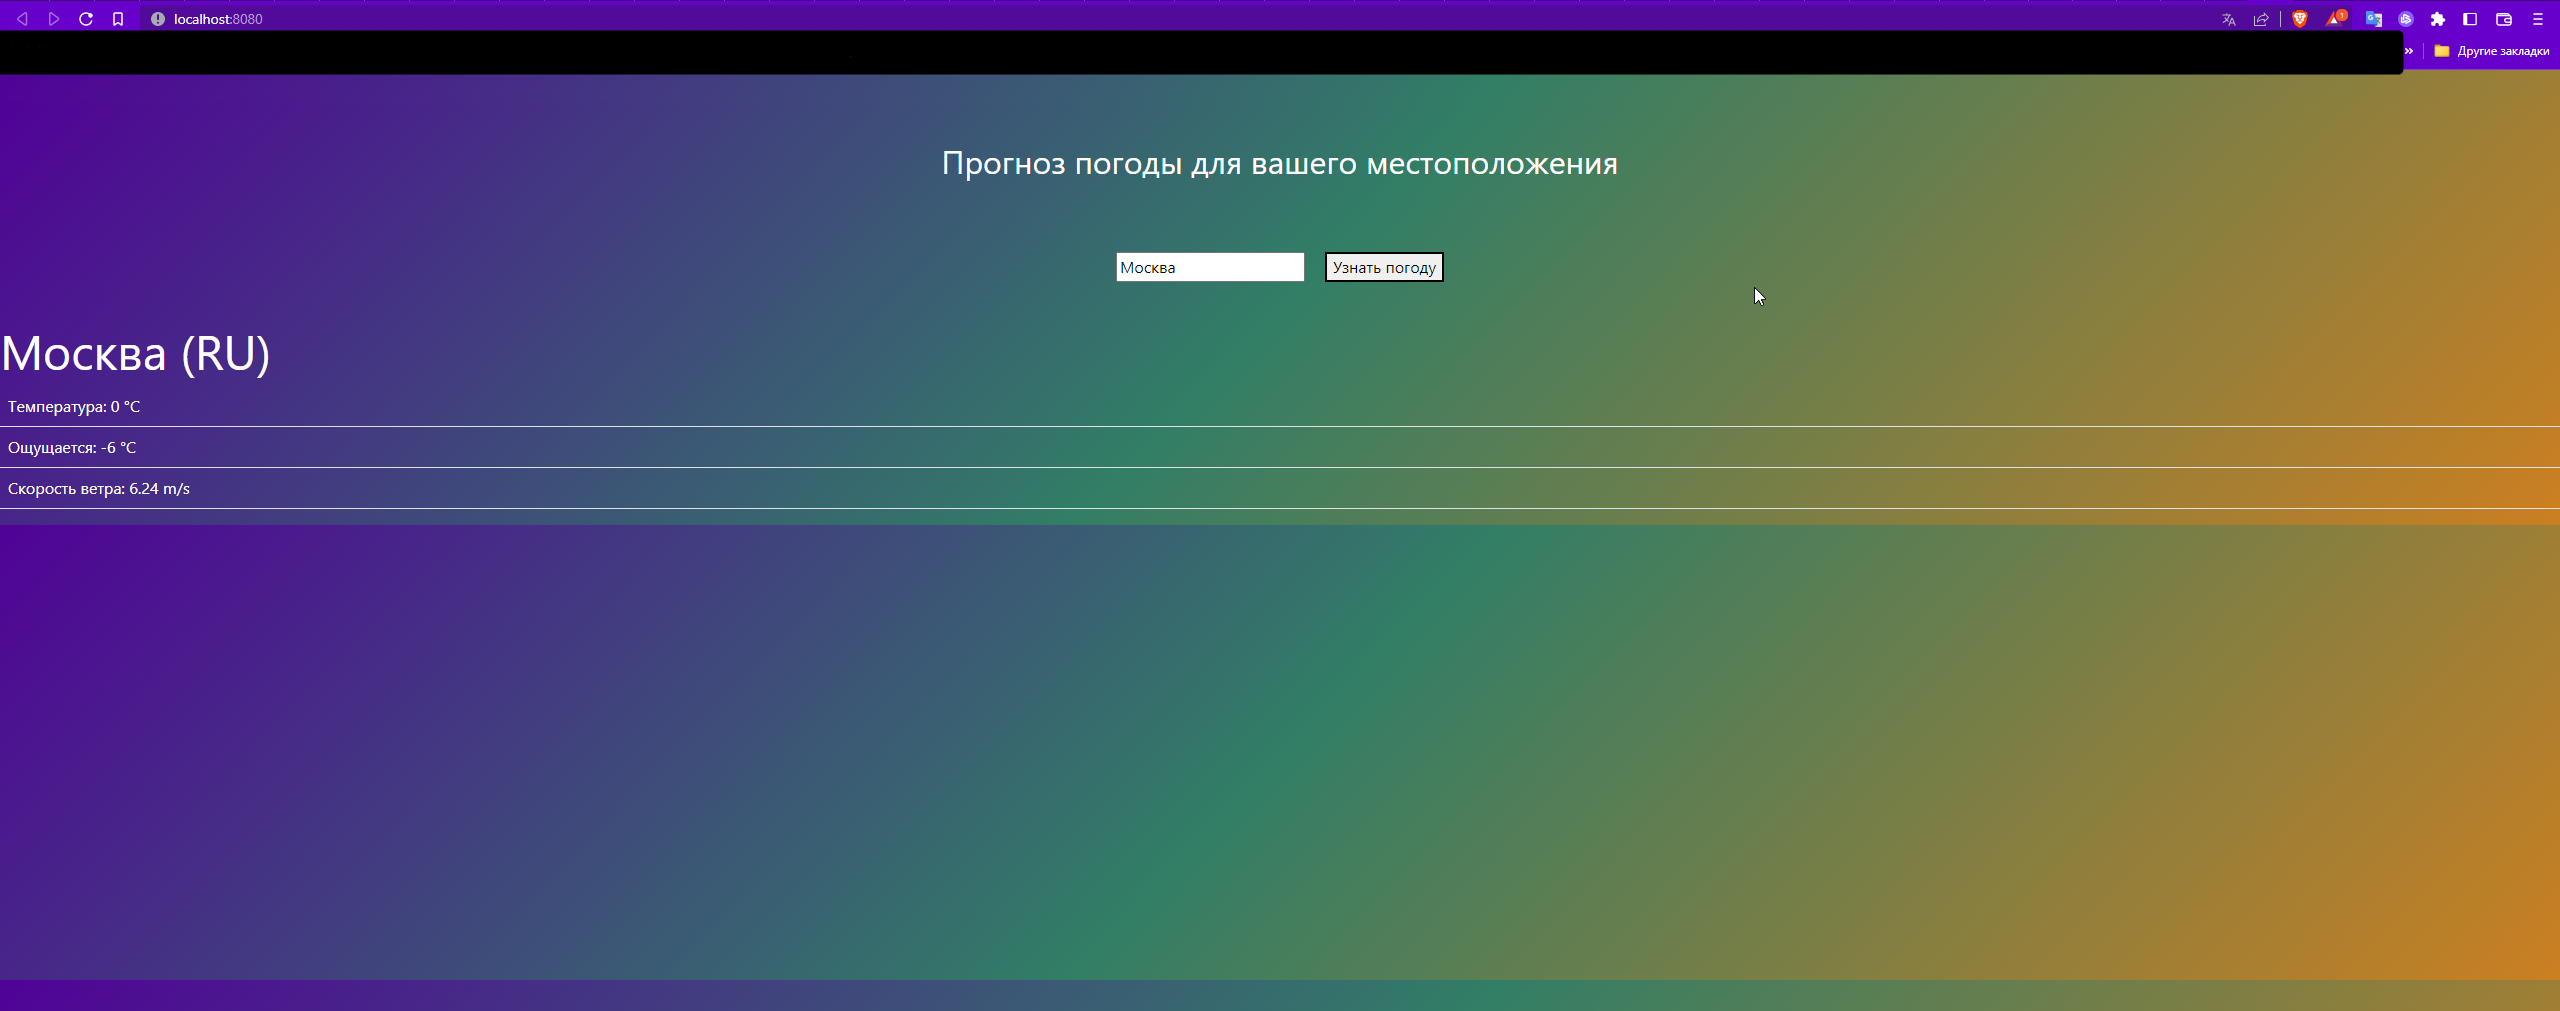 localhost:8080
1
» Другие закладки
Прогноз погоды для вашего местоположения
Москва Узнать погоду
Москва (RU)
Температура: 0 °C
Ощущается: -6 °C
Скорость ветра: 6.24 m/s